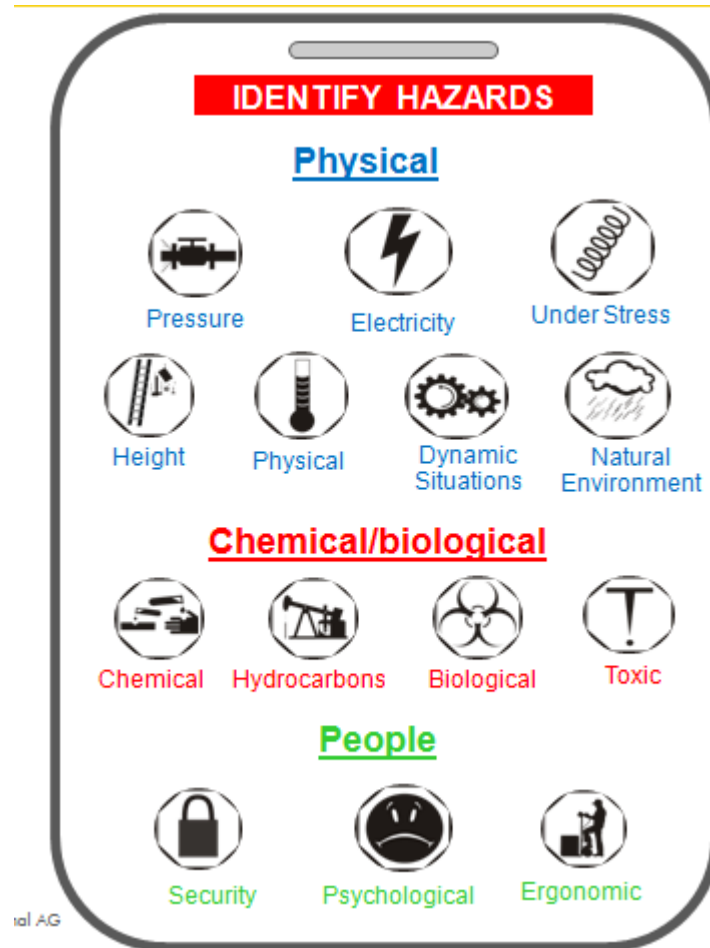 IDENTIFY HAZARDS
Physical
Pressure
Electricity
Under Stress
Height
Physical
Dynamic
Situations
Natural
Environment
Chemical/biological
Chemical
Hydrocarbons
Biological
Toxic
People
Security
Psychological
Ergonomic
AG